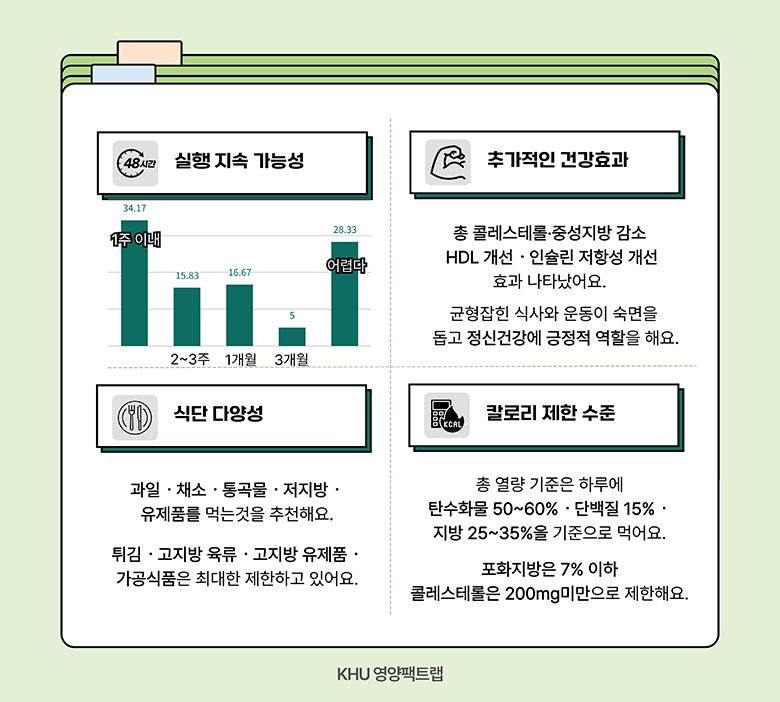 48시간
실행 지속 가능성
34.17
1주 이내
15.83
16.67
5
28.33
어렵다
2~3주
1개월
3개월
추가적인 건강효과
총 콜레스테롤·중성지방 감소
HDL 개선 · 인슐린 저항성 개선
효과 나타났어요.
균형잡힌 식사와 운동이 숙면을
돕고 정신건강에 긍정적 역할을 해요.
식단 다양성
과일 · 채소 · 통곡물 · 저지방 ·
유제품를 먹는것을 추천해요.
튀김 · 고지방 육류 · 고지방 유제품 ·
가공식품은 최대한 제한하고 있어요.
KCAL
칼로리 제한 수준
총 열량 기준은 하루에
탄수화물 50~60% · 단백질 15% ·
지방 25~35%을 기준으로 먹어요.
포화지방은 7% 이하
콜레스테롤은 200mg미만으로 제한해요.
KHU 영양팩트랩